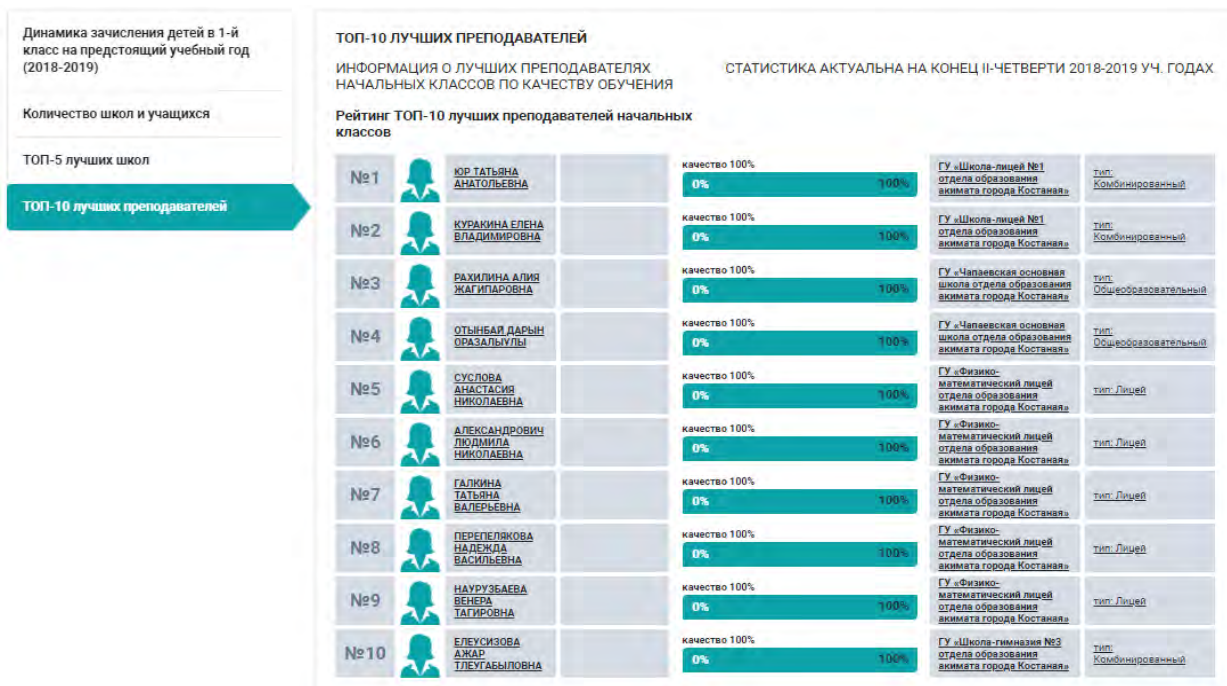 Динамика зачисления детей в 1-й
класс на предстоящий учебный год
(2018-2019)
Количество школ и учащихся
ТОП-5 лучших школ
ТОП-10 лучших преподавателей
ТОП-10 ЛУЧШИХ ПРЕПОДАВАТЕЛЕЙ
ИНФОРМАЦИЯ О ЛУЧШИХ ПРЕПОДАВАТЕЛЯХ
НАЧАЛЬНЫХ КЛАССОВ ПО КАЧЕСТВУ ОБУЧЕНИЯ
СТАТИСТИКА АКТУАЛЬНА НА КОНЕЦ II-ЧЕТВЕРТИ 2018-2019 УЧ. ГОДАХ
Рейтинг ТОП-10 лучших преподавателей начальных
классов
№1
ЮР ТАТЬЯНА
АНАТОЛЬЕВНА
качество 100%
0% 100%
ГУ «Школа-лицей №1
отдела образования
акимата города Костаная»
тип:
Комбинированный
№2
КУРАКИНА ЕЛЕНА
ВЛАДИМИРОВНА
качество 100%
0% 100%
ГУ «Школа-лицей №1
отдела образования
акимата города Костаная»
тип:
Комбинированный
№3
РАХИЛИНА АЛИЯ
ЖАГИПАРОВНА
качество 100%
0% 100%
ГУ «Чапаевская основная
школа отдела образования
акимата города Костаная»
тип:
Общеобразовательный
№4
ОТЫНБАЙ ДАРЫН
ОРАЗАЛЫУЛЫ
качество 100%
0% 100%
ГУ «Чапаевская основная
школа отдела образования
акимата города Костаная»
тип:
Общеобразовательный
№5
СУСЛОВА
АНАСТАСИЯ
НИКОЛАЕВНА
качество 100%
0% 100%
ГУ «Физико-
математический лицей
отдела образования
акимата города Костаная»
тип: Лицей
№6
АЛЕКСАНДРОВИЧ
ЛЮДМИЛА
НИКОЛАЕВНА
качество 100%
0% 100%
ГУ «Физико-
математический лицей
отдела образования
акимата города Костаная»
тип: Лицей
№7
ГАЛКИНА
ТАТЬЯНА
ВАЛЕРЬЕВНА
качество 100%
0% 100%
ГУ «Физико-
математический лицей
отдела образования
акимата города Костаная»
тип: Лицей
№8
ПЕРЕПЕЛЯКОВА
НАДЕЖДА
ВАСИЛЬЕВНА
качество 100%
0% 100%
ГУ «Физико-
математический лицей
отдела образования
акимата города Костаная»
тип: Лицей
№9
НАУРУЗБАЕВА
ВЕНЕРА
ТАГИРОВНА
качество 100%
0% 100%
ГУ «Физико-
математический лицей
отдела образования
акимата города Костаная»
тип: Лицей
№10
ЕЛЕУСИЗОВА
АЖАР
ТЛЕУГАБЫЛОВНА
качество 100%
0% 100%
ГУ «Школа-гимназия №3
отдела образования
акимата города Костаная»
тип:
Комбинированный